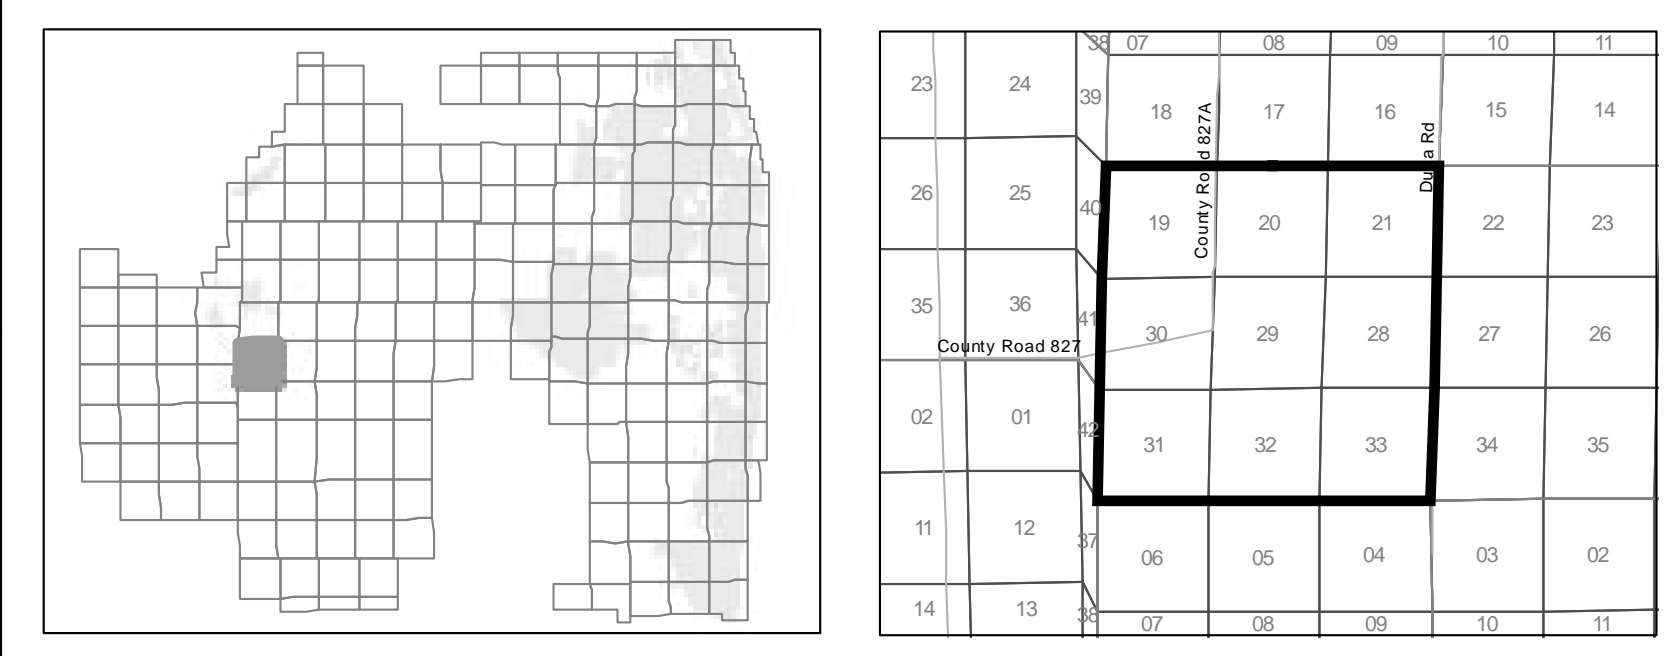 38 07 08 09 10 11
23 24 39 18 17 16 15 14
County Road 827A
26 25 40 19 20 21 22 23
35 36 41 30 29 28 27 26
County Road 827
02 01 42 31 32 33 34 35
11 12 37 06 05 04 03 02
14 13 38 07 08 09 10 11